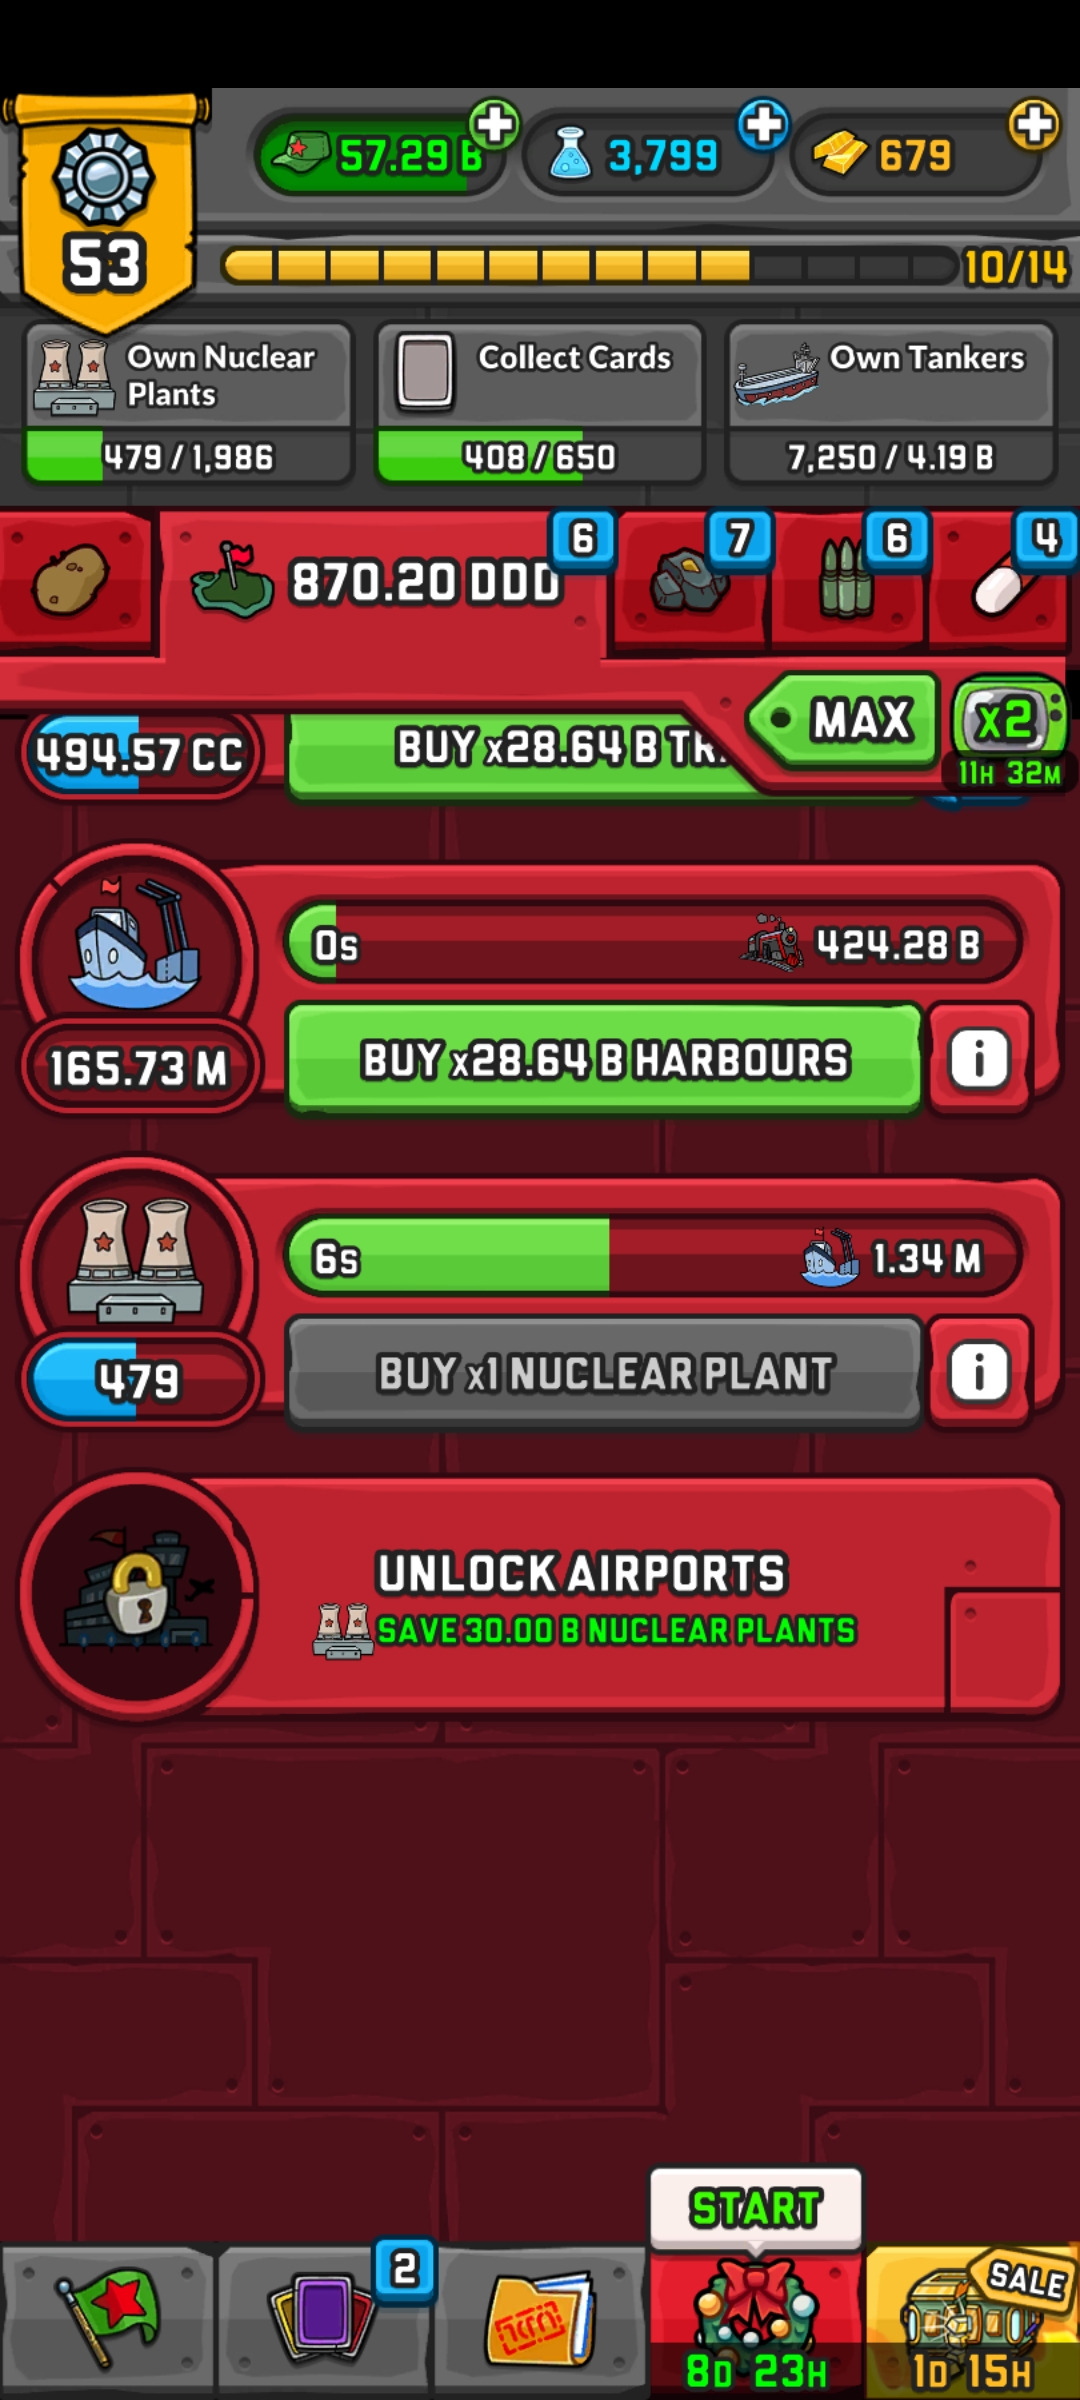 57.29 B
3,799
679
53
10/14
Own Nuclear
Plants
479 / 1,986
Collect Cards
408 / 650
Own Tankers
7,250 / 4.19 B
870.20 DDD
6
7
6
4
MAX
x2
11H 32M
494.57 CC
BUY x28.64 B
0s
424.28 B
165.73 M
BUY x28.64 B HARBOURS
i
6s
1.34 M
479
BUY x1 NUCLEAR PLANT
i
UNLOCK AIRPORTS
SAVE 30.00 B NUCLEAR PLANTS
START
2
SALE
8D 23H
1D 15H